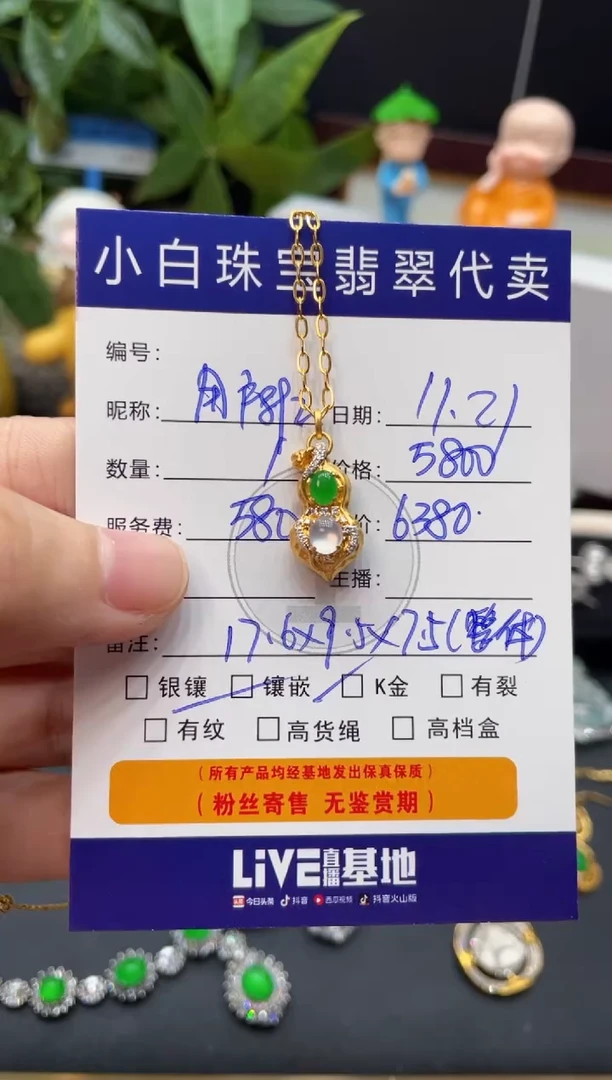 小白珠宝翡翠代卖
编号:
昵称: 用户 日期: 11.21
数量: 1 价格: 5800
服务费: 580 价: 6380.
主播:
备注: 17.6x9.5x7.5(整体)
银镶 镶嵌 K金 有裂
有纹 高货绳 高档盒
(所有产品均经基地发出保真保质)
(粉丝寄售 无鉴赏期)
LiVE直播基地
头条 今日头条 抖音 西瓜视频 抖音火山版